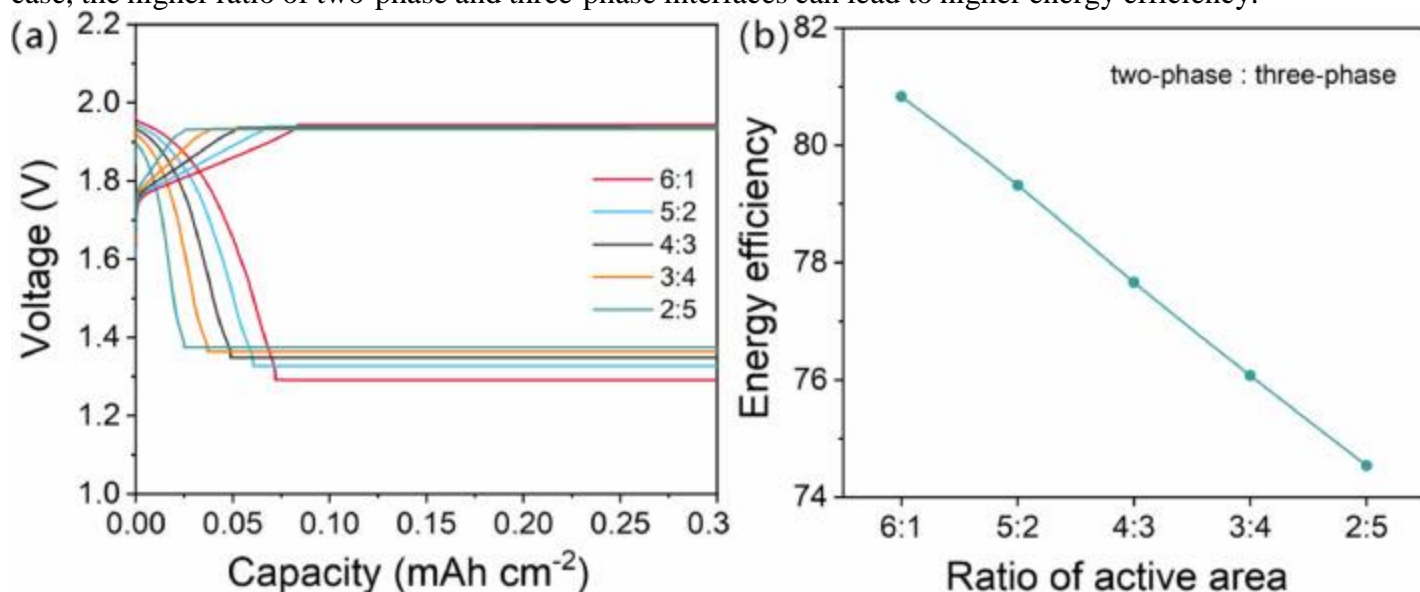 case, the higher ratio of two-phase and three-phase interfaces can lead to higher energy efficiency.
(a)
2.2
2.0
1.8
1.6
1.4
1.2
1.0
Voltage (V)
6:1
5:2
4:3
3:4
2:5
0.00 0.05 0.10 0.15 0.20 0.25 0.3
Capacity (mAh cm⁻²)
(b)
82
80
78
76
74
Energy efficiency
two-phase : three-phase
6:1 5:2 4:3 3:4 2:5
Ratio of active area